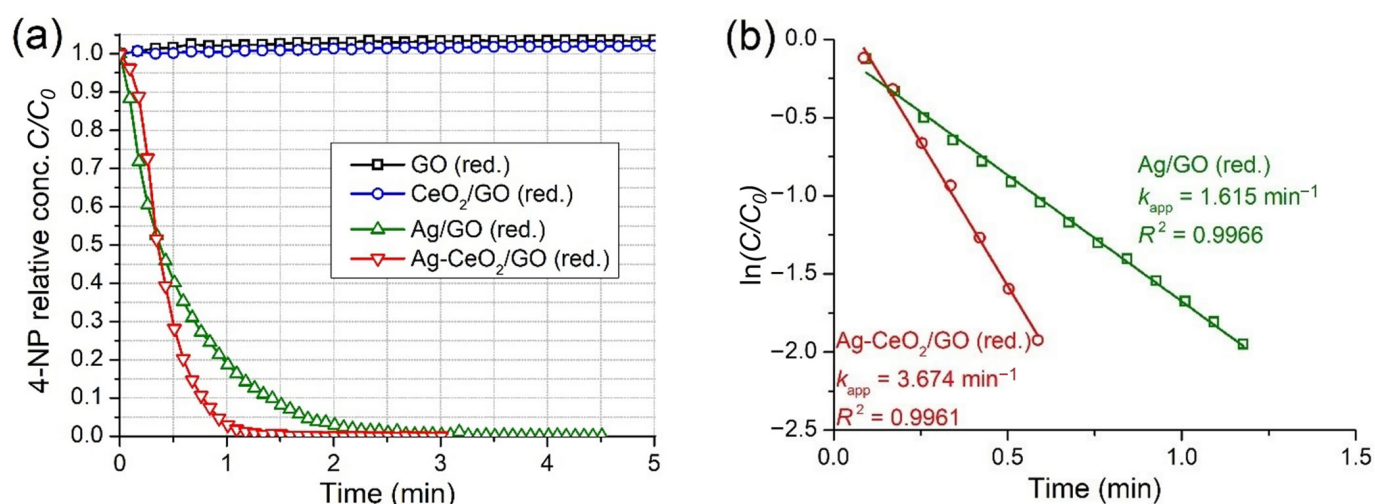 (a)
4-NP relative conc. C/C₀
1.0
0.9
0.8
0.7
0.6
0.5
0.4
0.3
0.2
0.1
0.0
GO (red.)
CeO₂/GO (red.)
Ag/GO (red.)
Ag-CeO₂/GO (red.)
0 1 2 3 4 5
Time (min)
(b)
ln(C/C₀)
0.0
−0.5
−1.0
−1.5
−2.0
−2.5
Ag/GO (red.)
k_app = 1.615 min⁻¹
R² = 0.9966
Ag-CeO₂/GO (red.)
k_app = 3.674 min⁻¹
R² = 0.9961
0.0 0.5 1.0 1.5
Time (min)